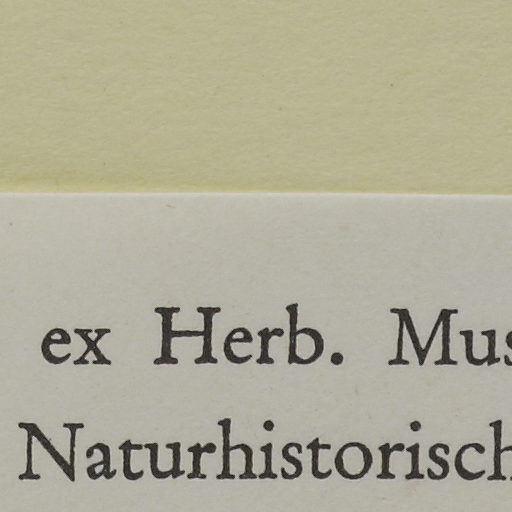 ex Herb. Mus
Naturhistorisch